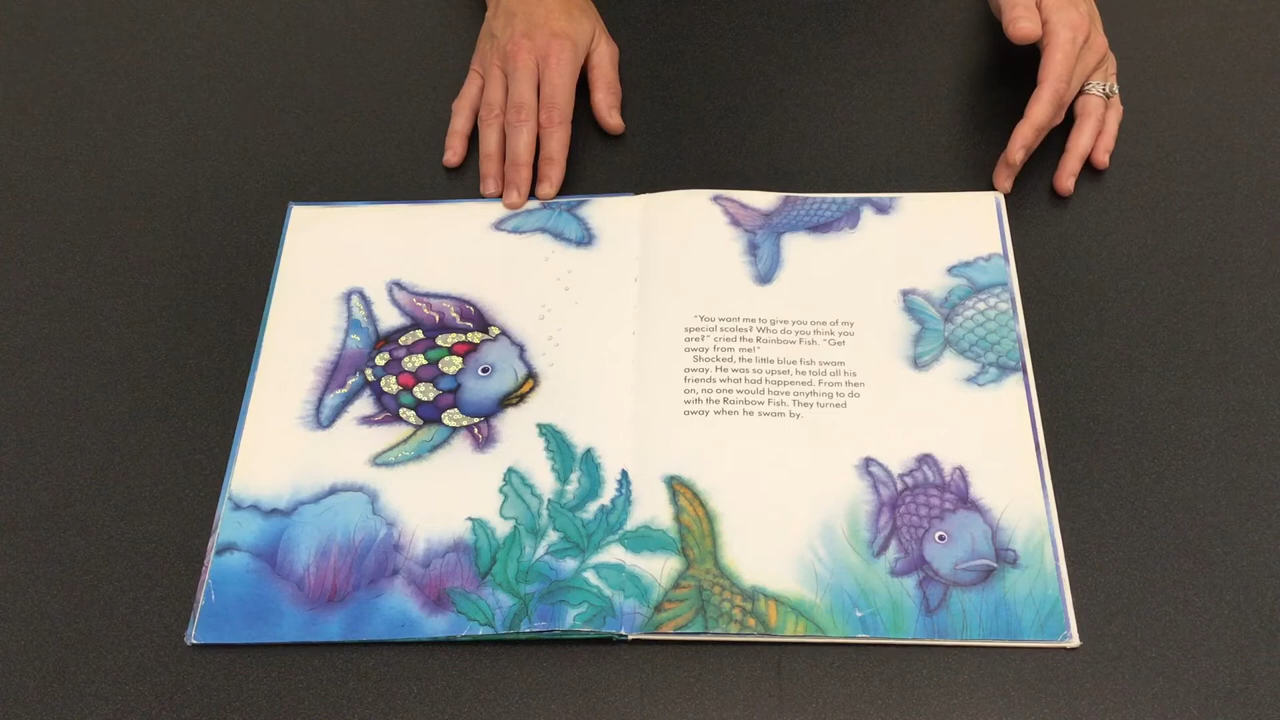 "You want me to give you one of my
special scales? Who do you think you
are?" cried the Rainbow Fish. "Get
away from me!"
Shocked, the little blue fish swam
away. He was so upset, he told all his
friends what had happened. From then
on, no one would have anything to do
with the Rainbow Fish. They turned
away when he swam by.